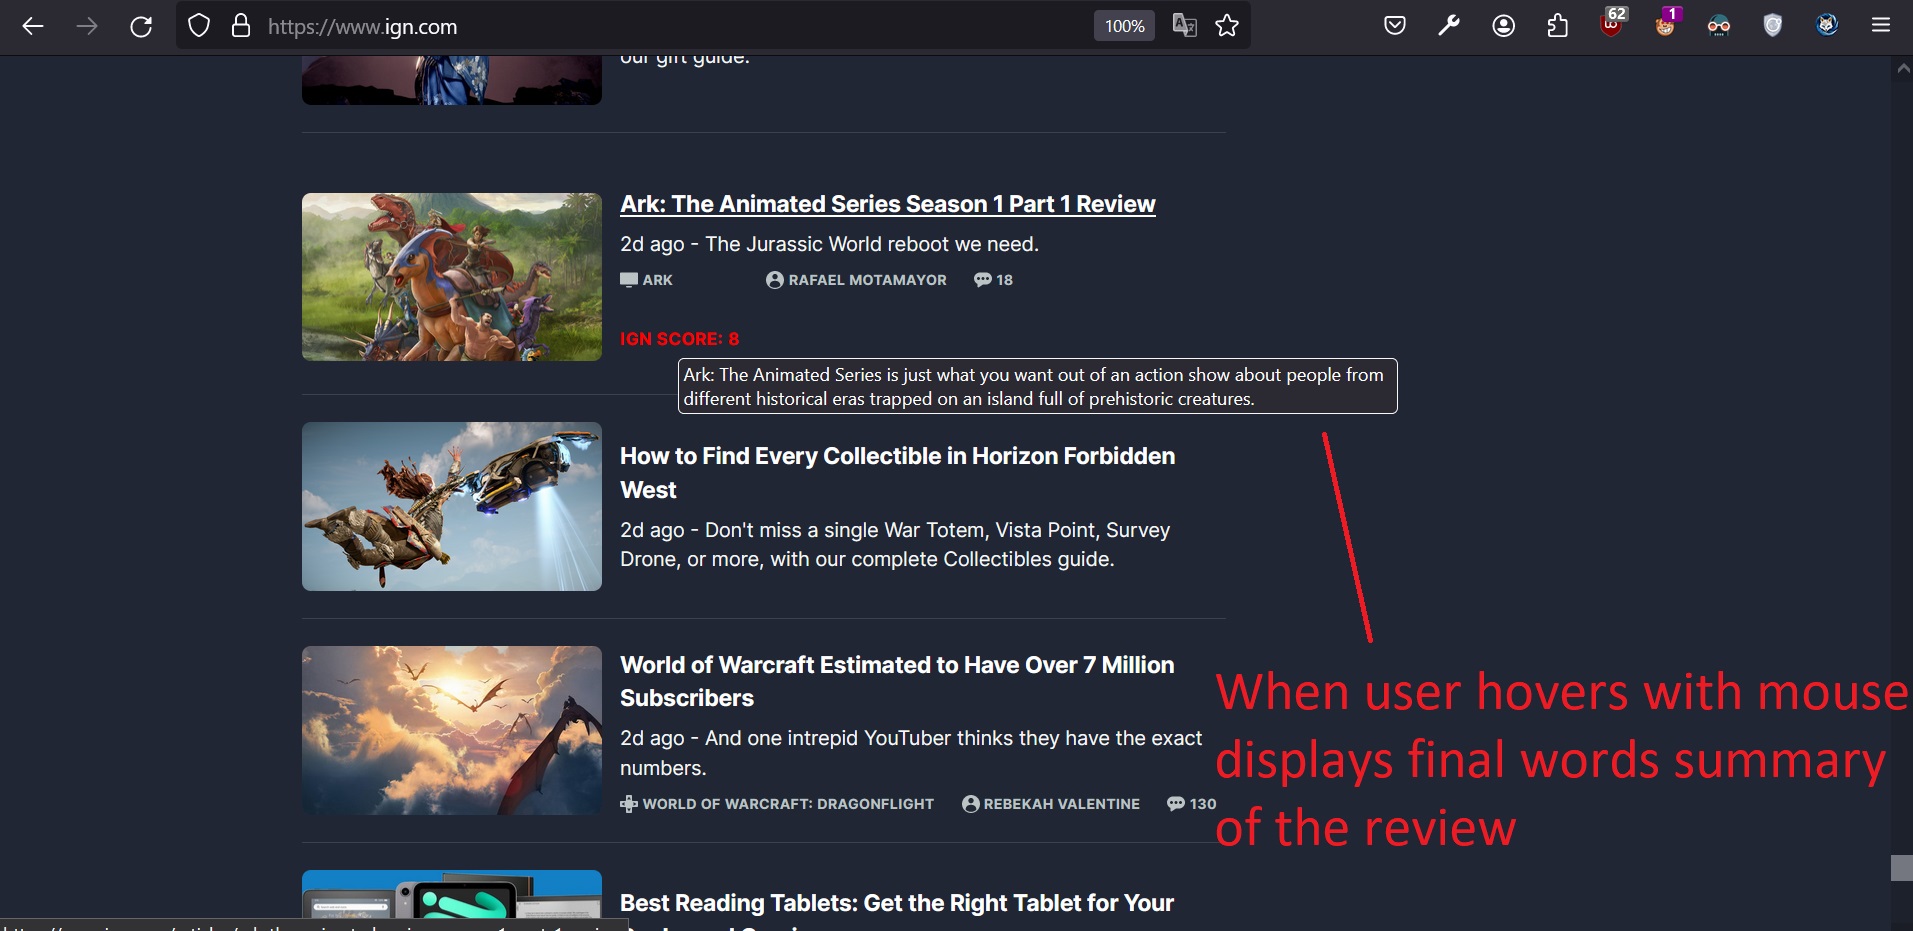 https://www.ign.com
100%
62
1
our gift guide.
Ark: The Animated Series Season 1 Part 1 Review
2d ago - The Jurassic World reboot we need.
ARK RAFAEL MOTAMAYOR 18
IGN SCORE: 8
Ark: The Animated Series is just what you want out of an action show about people from
different historical eras trapped on an island full of prehistoric creatures.
How to Find Every Collectible in Horizon Forbidden
West
2d ago - Don't miss a single War Totem, Vista Point, Survey
Drone, or more, with our complete Collectibles guide.
World of Warcraft Estimated to Have Over 7 Million
Subscribers
2d ago - And one intrepid YouTuber thinks they have the exact
numbers.
WORLD OF WARCRAFT: DRAGONFLIGHT REBEKAH VALENTINE 130
When user hovers with mouse
displays final words summary
of the review
Best Reading Tablets: Get the Right Tablet for Your